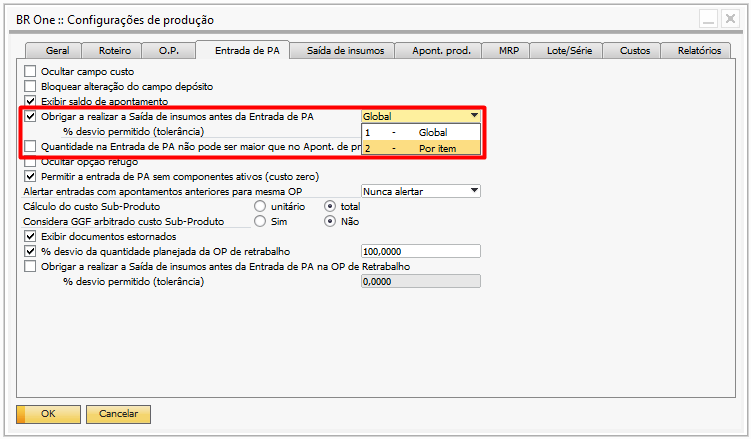 BR One :: Configurações de produção
Geral Roteiro O.P. Entrada de PA Saída de insumos Apont. prod. MRP Lote/Série Custos Relatórios
Ocultar campo custo
Bloquear alteração do campo depósito
Exibir saldo de apontamento
Obrigar a realizar a Saída de insumos antes da Entrada de PA Global
% desvio permitido (tolerância) 1 - Global
Quantidade na Entrada de PA não pode ser maior que no Apont. de pr 2 - Por item
Ocultar opção refugo
Permitir a entrada de PA sem componentes ativos (custo zero)
Alertar entradas com apontamentos anteriores para mesma OP Nunca alertar
Cálculo do custo Sub-Produto unitário total
Considera GGF arbitrado custo Sub-Produto Sim Não
Exibir documentos estornados
% desvio da quantidade planejada da OP de retrabalho 100,0000
Obrigar a realizar a Saída de insumos antes da Entrada de PA na OP de Retrabalho
% desvio permitido (tolerância) 0,0000
OK Cancelar